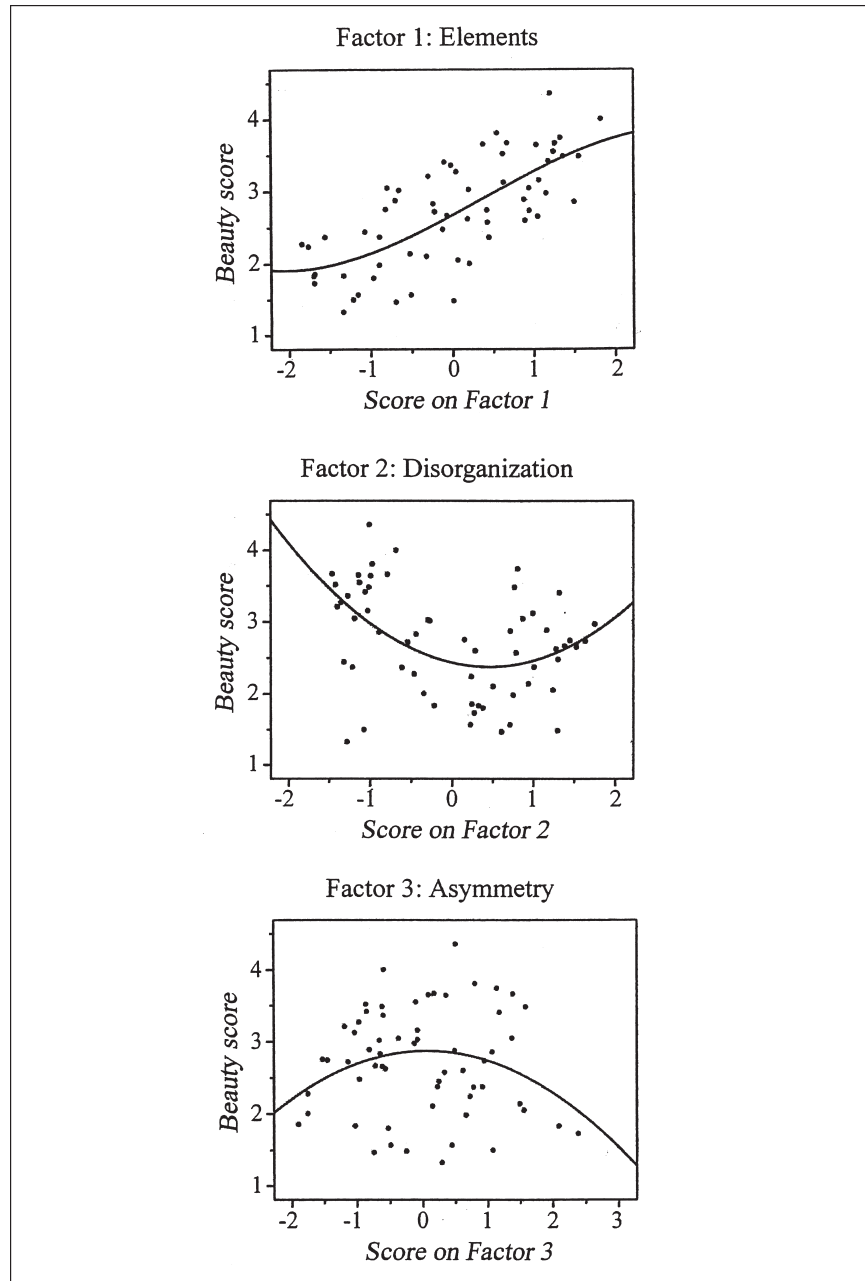 Factor 1: Elements
4
3
2
1
Beauty score
-2 -1 0 1 2
Score on Factor 1
Factor 2: Disorganization
4
3
2
1
Beauty score
-2 -1 0 1 2
Score on Factor 2
Factor 3: Asymmetry
4
3
2
1
Beauty score
-2 -1 0 1 2 3
Score on Factor 3